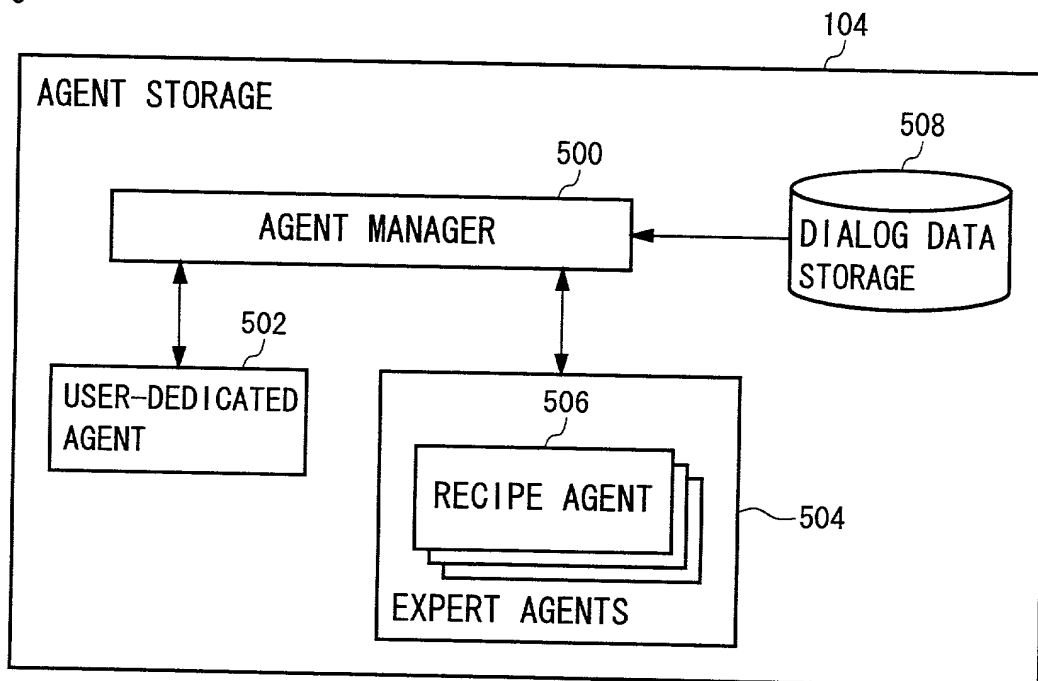 104
AGENT STORAGE
508
500
AGENT MANAGER
DIALOG DATA
STORAGE
502
USER-DEDICATED
AGENT
506
RECIPE AGENT
504
EXPERT AGENTS